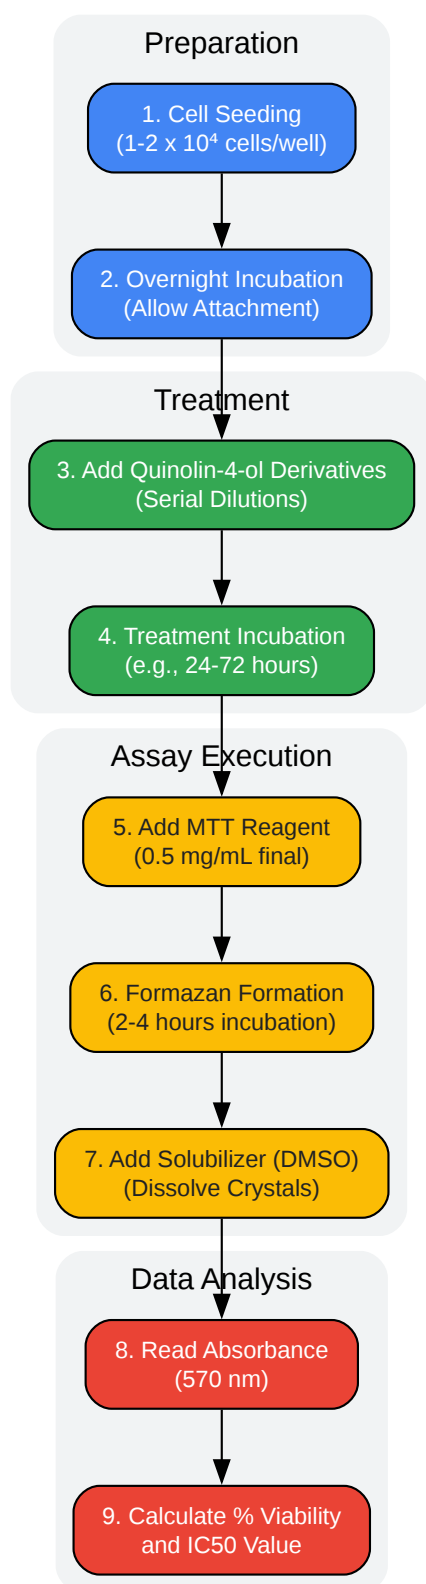 Preparation
1. Cell Seeding
(1-2 x 10⁴ cells/well)
2. Overnight Incubation
(Allow Attachment)
Treatment
3. Add Quinolin-4-ol Derivatives
(Serial Dilutions)
4. Treatment Incubation
(e.g., 24-72 hours)
Assay Execution
5. Add MTT Reagent
(0.5 mg/mL final)
6. Formazan Formation
(2-4 hours incubation)
7. Add Solubilizer (DMSO)
(Dissolve Crystals)
Data Analysis
8. Read Absorbance
(570 nm)
9. Calculate % Viability
and IC50 Value